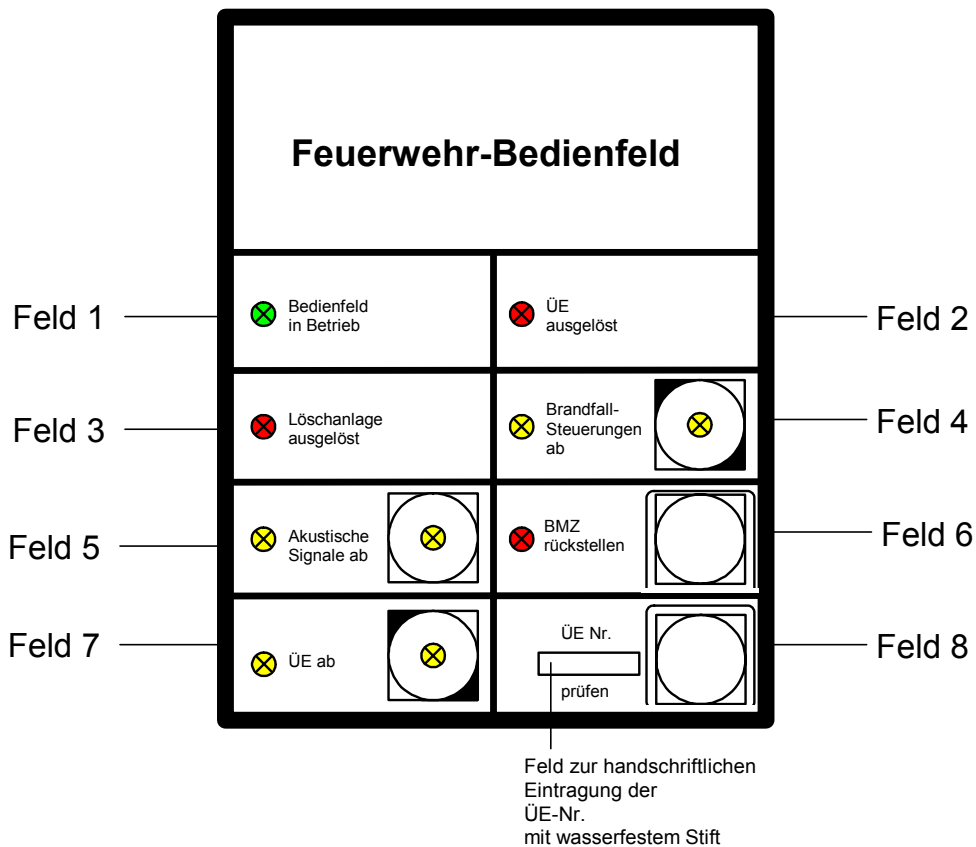 Feuerwehr-Bedienfeld
Feld 1
Bedienfeld
in Betrieb
ÜE
ausgelöst
Feld 2
Feld 3
Löschanlage
ausgelöst
Brandfall-
Steuerungen
ab
Feld 4
Feld 5
Akustische
Signale ab
BMZ
rückstellen
Feld 6
Feld 7
ÜE ab
ÜE Nr.
prüfen
Feld 8
Feld zur handschriftlichen
Eintragung der
ÜE-Nr.
mit wasserfestem Stift